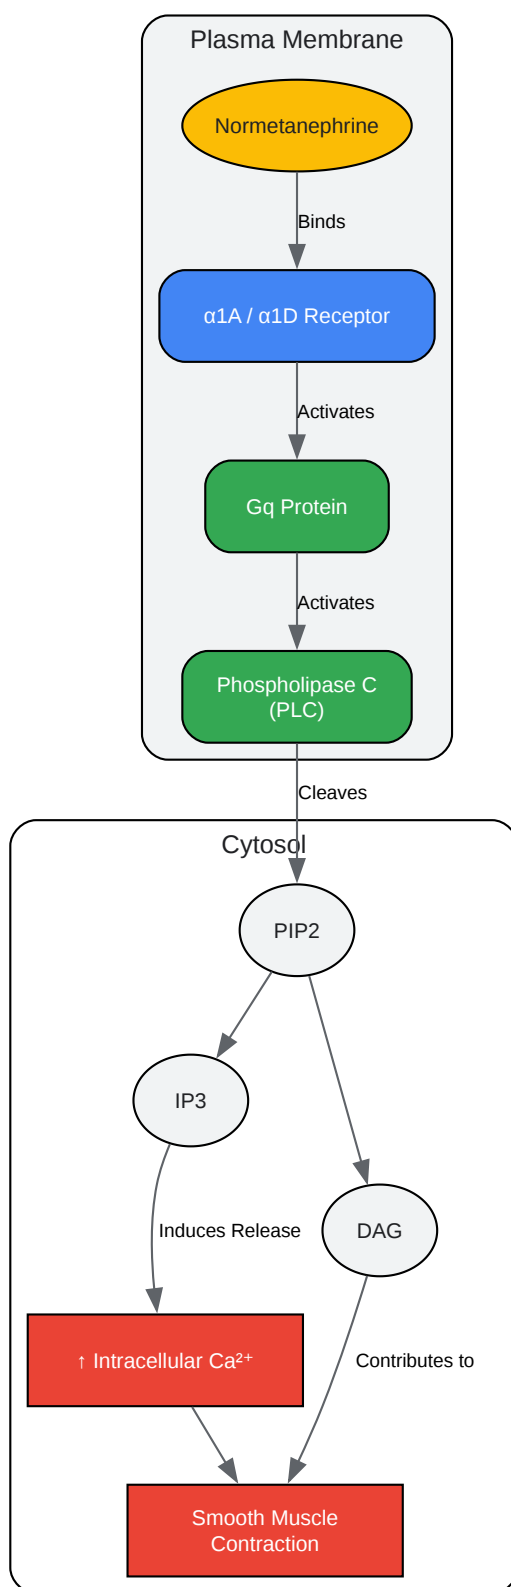 Plasma Membrane
Normetanephrine
Binds
α1A / α1D Receptor
Activates
Gq Protein
Activates
Phospholipase C
(PLC)
Cleaves
Cytosol
PIP2
IP3
DAG
Induces Release
↑ Intracellular Ca²⁺
Contributes to
Smooth Muscle
Contraction